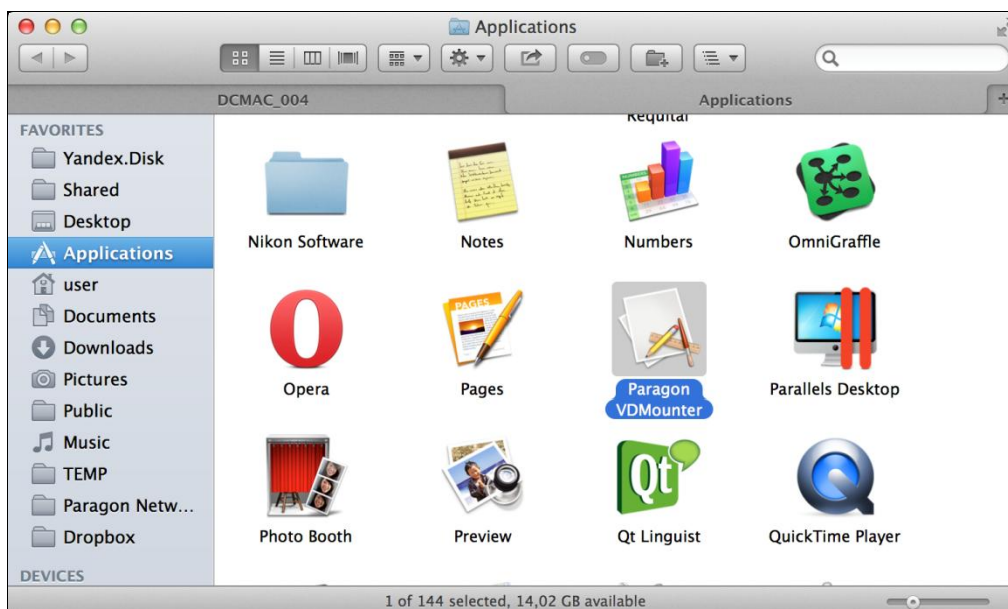 Applications
DCMAC_004
Applications
FAVORITES
Yandex.Disk
Shared
Desktop
Applications
user
Documents
Downloads
Pictures
Public
Music
TEMP
Paragon Netw...
Dropbox
DEVICES
Requital
Nikon Software
Notes
Numbers
OmniGraffle
Opera
PAGES
Pages
Paragon
VDMounter
Parallels Desktop
Photo Booth
Preview
Qt
Qt Linguist
QuickTime Player
1 of 144 selected, 14,02 GB available